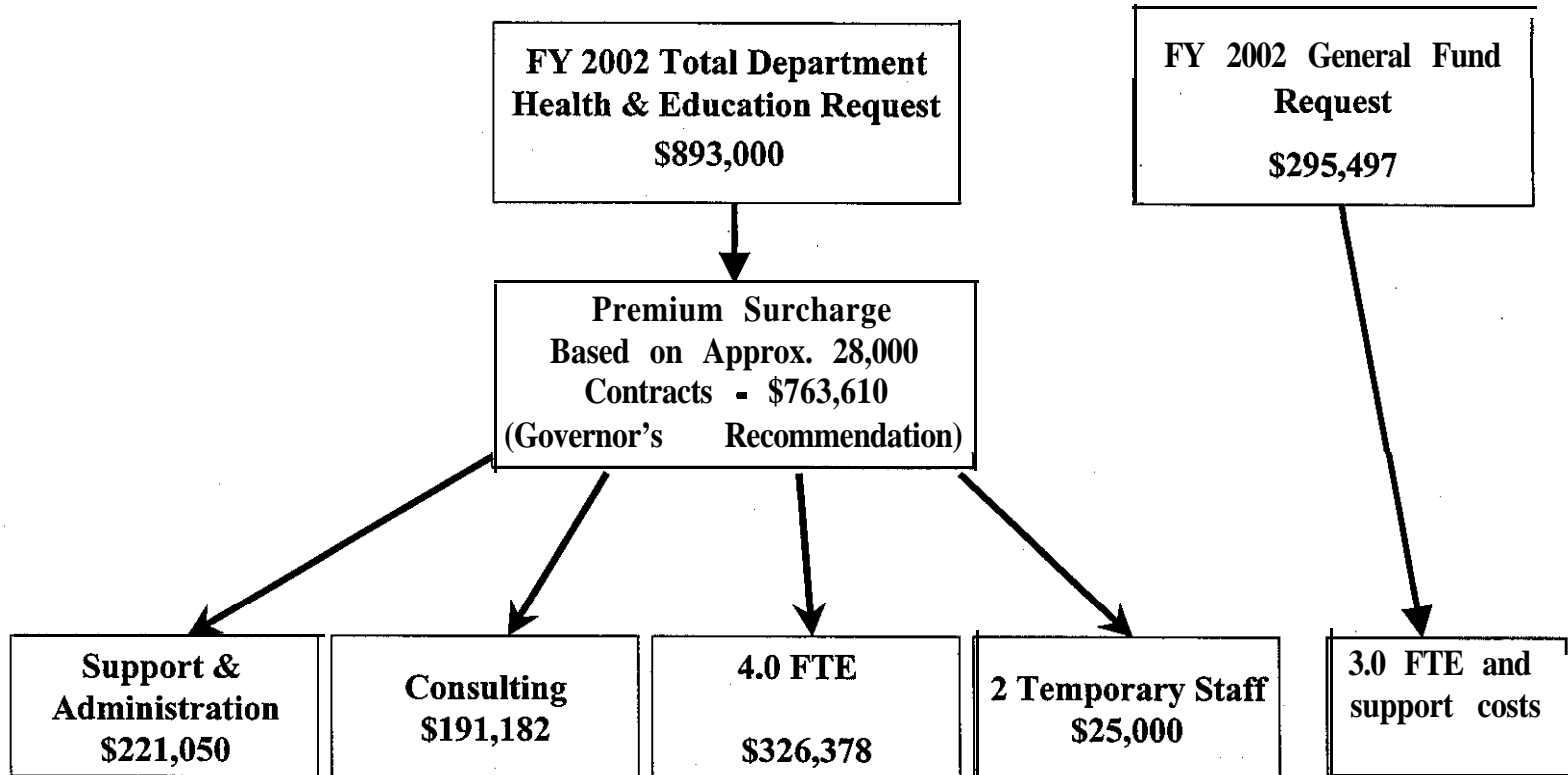 FY 2002 Total Department
Health & Education Request
$893,000
FY 2002 General Fund
Request
$295,497
Premium Surcharge
Based on Approx. 28,000
Contracts - $763,610
(Governor's Recommendation)
Support &
Administration
$221,050
Consulting
$191,182
4.0 FTE
$326,378
2 Temporary Staff
$25,000
3.0 FTE and
support costs